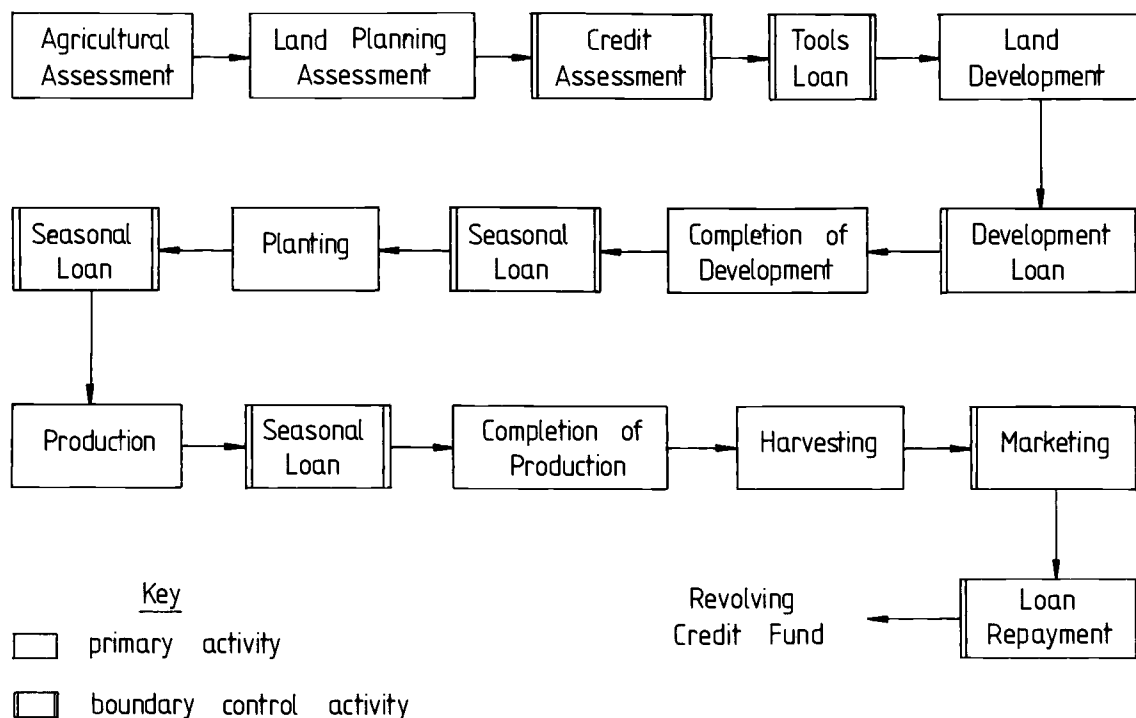 Agricultural
Assessment
Land Planning
Assessment
Credit
Assessment
Tools
Loan
Land
Development
Seasonal
Loan
Planting
Seasonal
Loan
Completion of
Development
Development
Loan
Production
Seasonal
Loan
Completion of
Production
Harvesting
Marketing
Revolving
Credit Fund
Loan
Repayment
Key
primary activity
boundary control activity